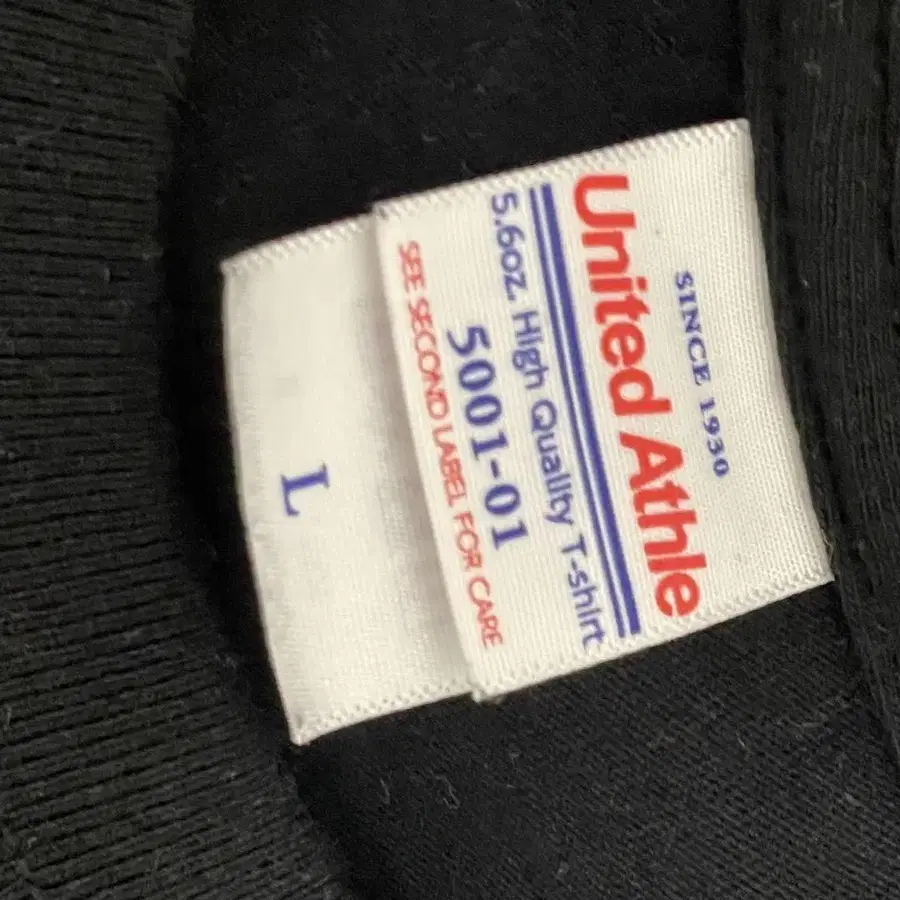 SINCE 1930
United Athle
5.6oz. High Quality T-shirt
5001-01
SEE SECOND LABEL FOR CARE
L